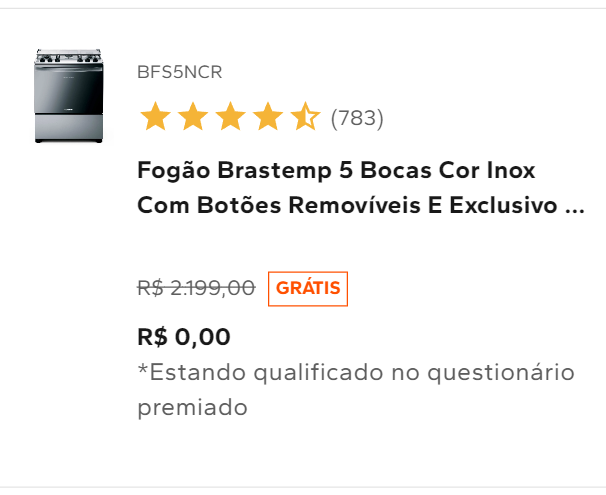 BFS5NCR
(783)
Fogão Brastemp 5 Bocas Cor Inox
Com Botões Removíveis E Exclusivo ...
R$ 2.199,00 GRÁTIS
R$ 0,00
*Estando qualificado no questionário
premiado